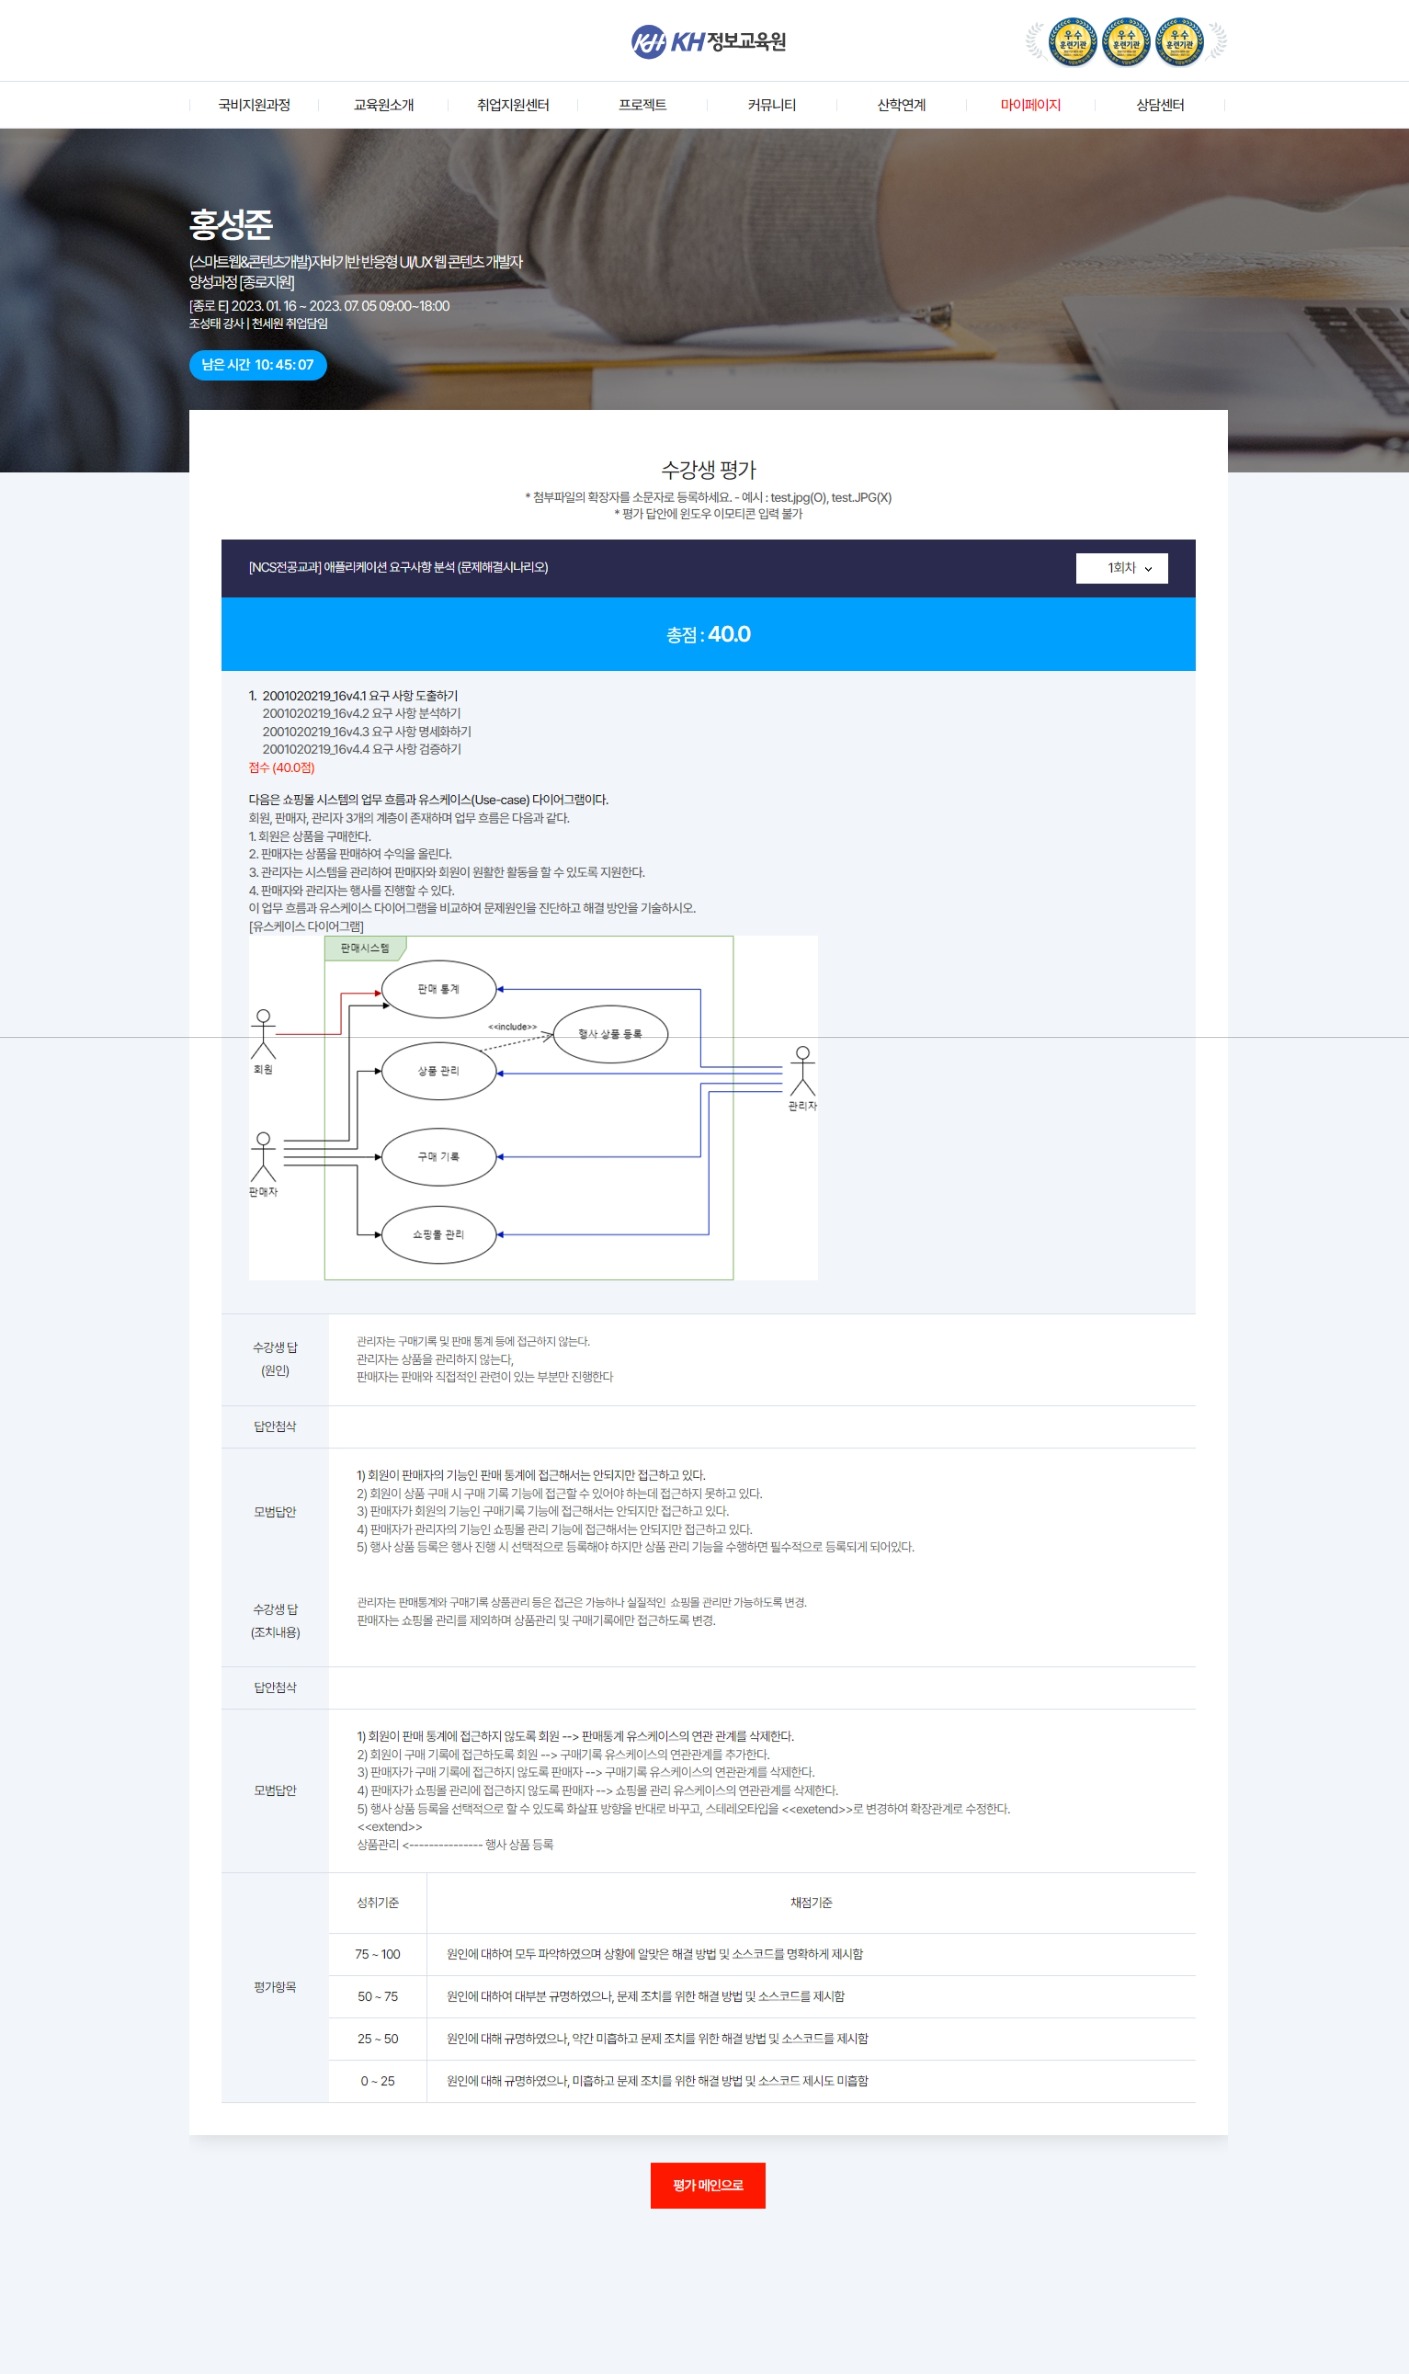 KH KH 정보교육원
우수 훈련기관
우수 훈련기관
우수 훈련기관
국비지원과정 교육원소개 취업지원센터 프로젝트 커뮤니티 산학연계 마이페이지 상담센터
홍성준
(스마트웹&콘텐츠개발)자바기반 반응형 UI/UX 웹 콘텐츠 개발자
양성과정 [종로지원]
[종로 E] 2023. 01. 16 ~ 2023. 07. 05 09:00~18:00
조성태 강사 | 천세원 취업담임
남은 시간 10: 45: 07
수강생 평가
* 첨부파일의 확장자를 소문자로 등록하세요. - 예시 : test.jpg(O), test.JPG(X)
* 평가 답안에 윈도우 이모티콘 입력 불가
[NCS전공교과] 애플리케이션 요구사항 분석 (문제해결시나리오)
1회차
총점 : 40.0
1. 2001020219_16v4.1 요구 사항 도출하기
2001020219_16v4.2 요구 사항 분석하기
2001020219_16v4.3 요구 사항 명세화하기
2001020219_16v4.4 요구 사항 검증하기
점수 (40.0점)
다음은 쇼핑몰 시스템의 업무 흐름과 유스케이스(Use-case) 다이어그램이다.
회원, 판매자, 관리자 3개의 계층이 존재하며 업무 흐름은 다음과 같다.
1. 회원은 상품을 구매한다.
2. 판매자는 상품을 판매하여 수익을 올린다.
3. 관리자는 시스템을 관리하여 판매자와 회원이 원활한 활동을 할 수 있도록 지원한다.
4. 판매자와 관리자는 행사를 진행할 수 있다.
이 업무 흐름과 유스케이스 다이어그램을 비교하여 문제원인을 진단하고 해결 방안을 기술하시오.
[유스케이스 다이어그램]
판매시스템
판매 통계
<<include>>
행사 상품 등록
회원
상품 관리
관리자
구매 기록
판매자
쇼핑몰 관리
수강생 답
(원인)
관리자는 구매기록 및 판매 통계 등에 접근하지 않는다.
관리자는 상품을 관리하지 않는다,
판매자는 판매와 직접적인 관련이 있는 부분만 진행한다
답안첨삭
모범답안
1) 회원이 판매자의 기능인 판매 통계에 접근해서는 안되지만 접근하고 있다.
2) 회원이 상품 구매 시 구매 기록 기능에 접근할 수 있어야 하는데 접근하지 못하고 있다.
3) 판매자가 회원의 기능인 구매기록 기능에 접근해서는 안되지만 접근하고 있다.
4) 판매자가 관리자의 기능인 쇼핑몰 관리 기능에 접근해서는 안되지만 접근하고 있다.
5) 행사 상품 등록은 행사 진행 시 선택적으로 등록해야 하지만 상품 관리 기능을 수행하면 필수적으로 등록되게 되어있다.
수강생 답
(조치내용)
관리자는 판매통계와 구매기록 상품관리 등은 접근은 가능하나 실질적인 쇼핑몰 관리만 가능하도록 변경.
판매자는 쇼핑몰 관리를 제외하며 상품관리 및 구매기록에만 접근하도록 변경.
답안첨삭
모범답안
1) 회원이 판매 통계에 접근하지 않도록 회원 --> 판매통계 유스케이스의 연관 관계를 삭제한다.
2) 회원이 구매 기록에 접근하도록 회원 --> 구매기록 유스케이스의 연관관계를 추가한다.
3) 판매자가 구매 기록에 접근하지 않도록 판매자 --> 구매기록 유스케이스의 연관관계를 삭제한다.
4) 판매자가 쇼핑몰 관리에 접근하지 않도록 판매자 --> 쇼핑몰 관리 유스케이스의 연관관계를 삭제한다.
5) 행사 상품 등록을 선택적으로 할 수 있도록 화살표 방향을 반대로 바꾸고, 스테레오타입을 <<exetend>>로 변경하여 확장관계로 수정한다.
<<extend>>
상품관리 <--------------- 행사 상품 등록
평가항목
성취기준 채점기준
75 ~ 100 원인에 대하여 모두 파악하였으며 상황에 알맞은 해결 방법 및 소스코드를 명확하게 제시함
50 ~ 75 원인에 대하여 대부분 규명하였으나, 문제 조치를 위한 해결 방법 및 소스코드를 제시함
25 ~ 50 원인에 대해 규명하였으나, 약간 미흡하고 문제 조치를 위한 해결 방법 및 소스코드를 제시함
0 ~ 25 원인에 대해 규명하였으나, 미흡하고 문제 조치를 위한 해결 방법 및 소스코드 제시도 미흡함
평가 메인으로